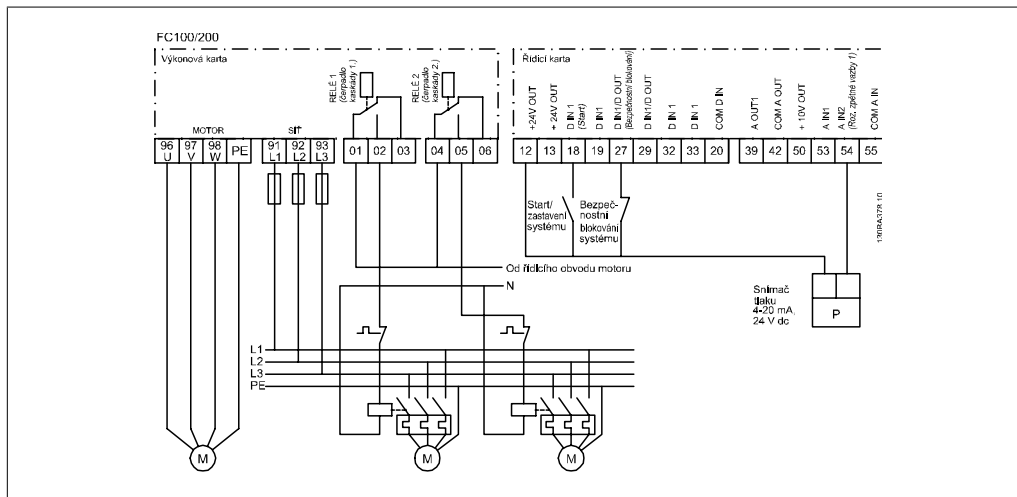 FC100/200
Výkonová karta
RELÉ 1
(čerpadlo
kaskády 1.)
RELÉ 2
(čerpadlo
kaskády 2.)
MOTOR
SÍŤ
96 97 98 PE
U V W
91 92 93
L1 L2 L3
01 02 03
04 05 06
Řídicí karta
+24V OUT
+ 24V OUT
D IN 1
(Start)
D IN1
D IN1/D OUT
(Bezpečnostní blokování)
D IN1/D OUT
D IN 1
D IN 1
COM D IN
A OUT1
COM A OUT
+ 10V OUT
A IN1
A IN2
(Roz. zpětné vazby 1)
COM A IN
12 13 18 19 27 29 32 33 20
39 42 50 53 54 55
Start/
zastavení
systému
Bezpeč-
nostní
blokování
systému
130BA378.10
Od řídícího obvodu motoru
N
Snímač
tlaku
4-20 mA,
24 V dc
P
L1
L2
L3
PE
M
M
M